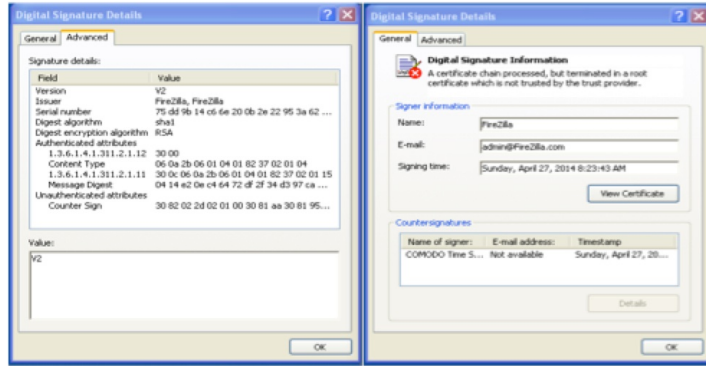 Digital Signature Details
General Advanced
Signature details:
Field Value
Version V2
Issuer FireZilla, FireZilla
Serial number 75 dd 9b 14 c6 6e 20 0b 2e 22 95 3a 62 ...
Digest algorithm sha1
Digest encryption algorithm RSA
Authenticated attributes
1.3.6.1.4.1.311.2.1.12 30 00
Content Type 06 0a 2b 06 01 04 01 82 37 02 01 04
1.3.6.1.4.1.311.2.1.11 30 0c 06 0a 2b 06 01 04 01 82 37 02 01 15
Message Digest 04 14 e2 0e c4 64 72 df 2f 34 d3 97 ca ...
Unauthenticated attributes
Counter Sign 30 82 02 2d 02 01 00 30 81 aa 30 81 95...
Value:
V2
OK
Digital Signature Details
General Advanced
Digital Signature Information
A certificate chain processed, but terminated in a root
certificate which is not trusted by the trust provider.
Signer information
Name: FireZilla
E-mail: admin@FireZilla.com
Signing time: Sunday, April 27, 2014 8:23:43 AM
View Certificate
Countersignatures
Name of signer: E-mail address: Timestamp
COMODO Time S... Not available Sunday, April 27, 20...
Details
OK